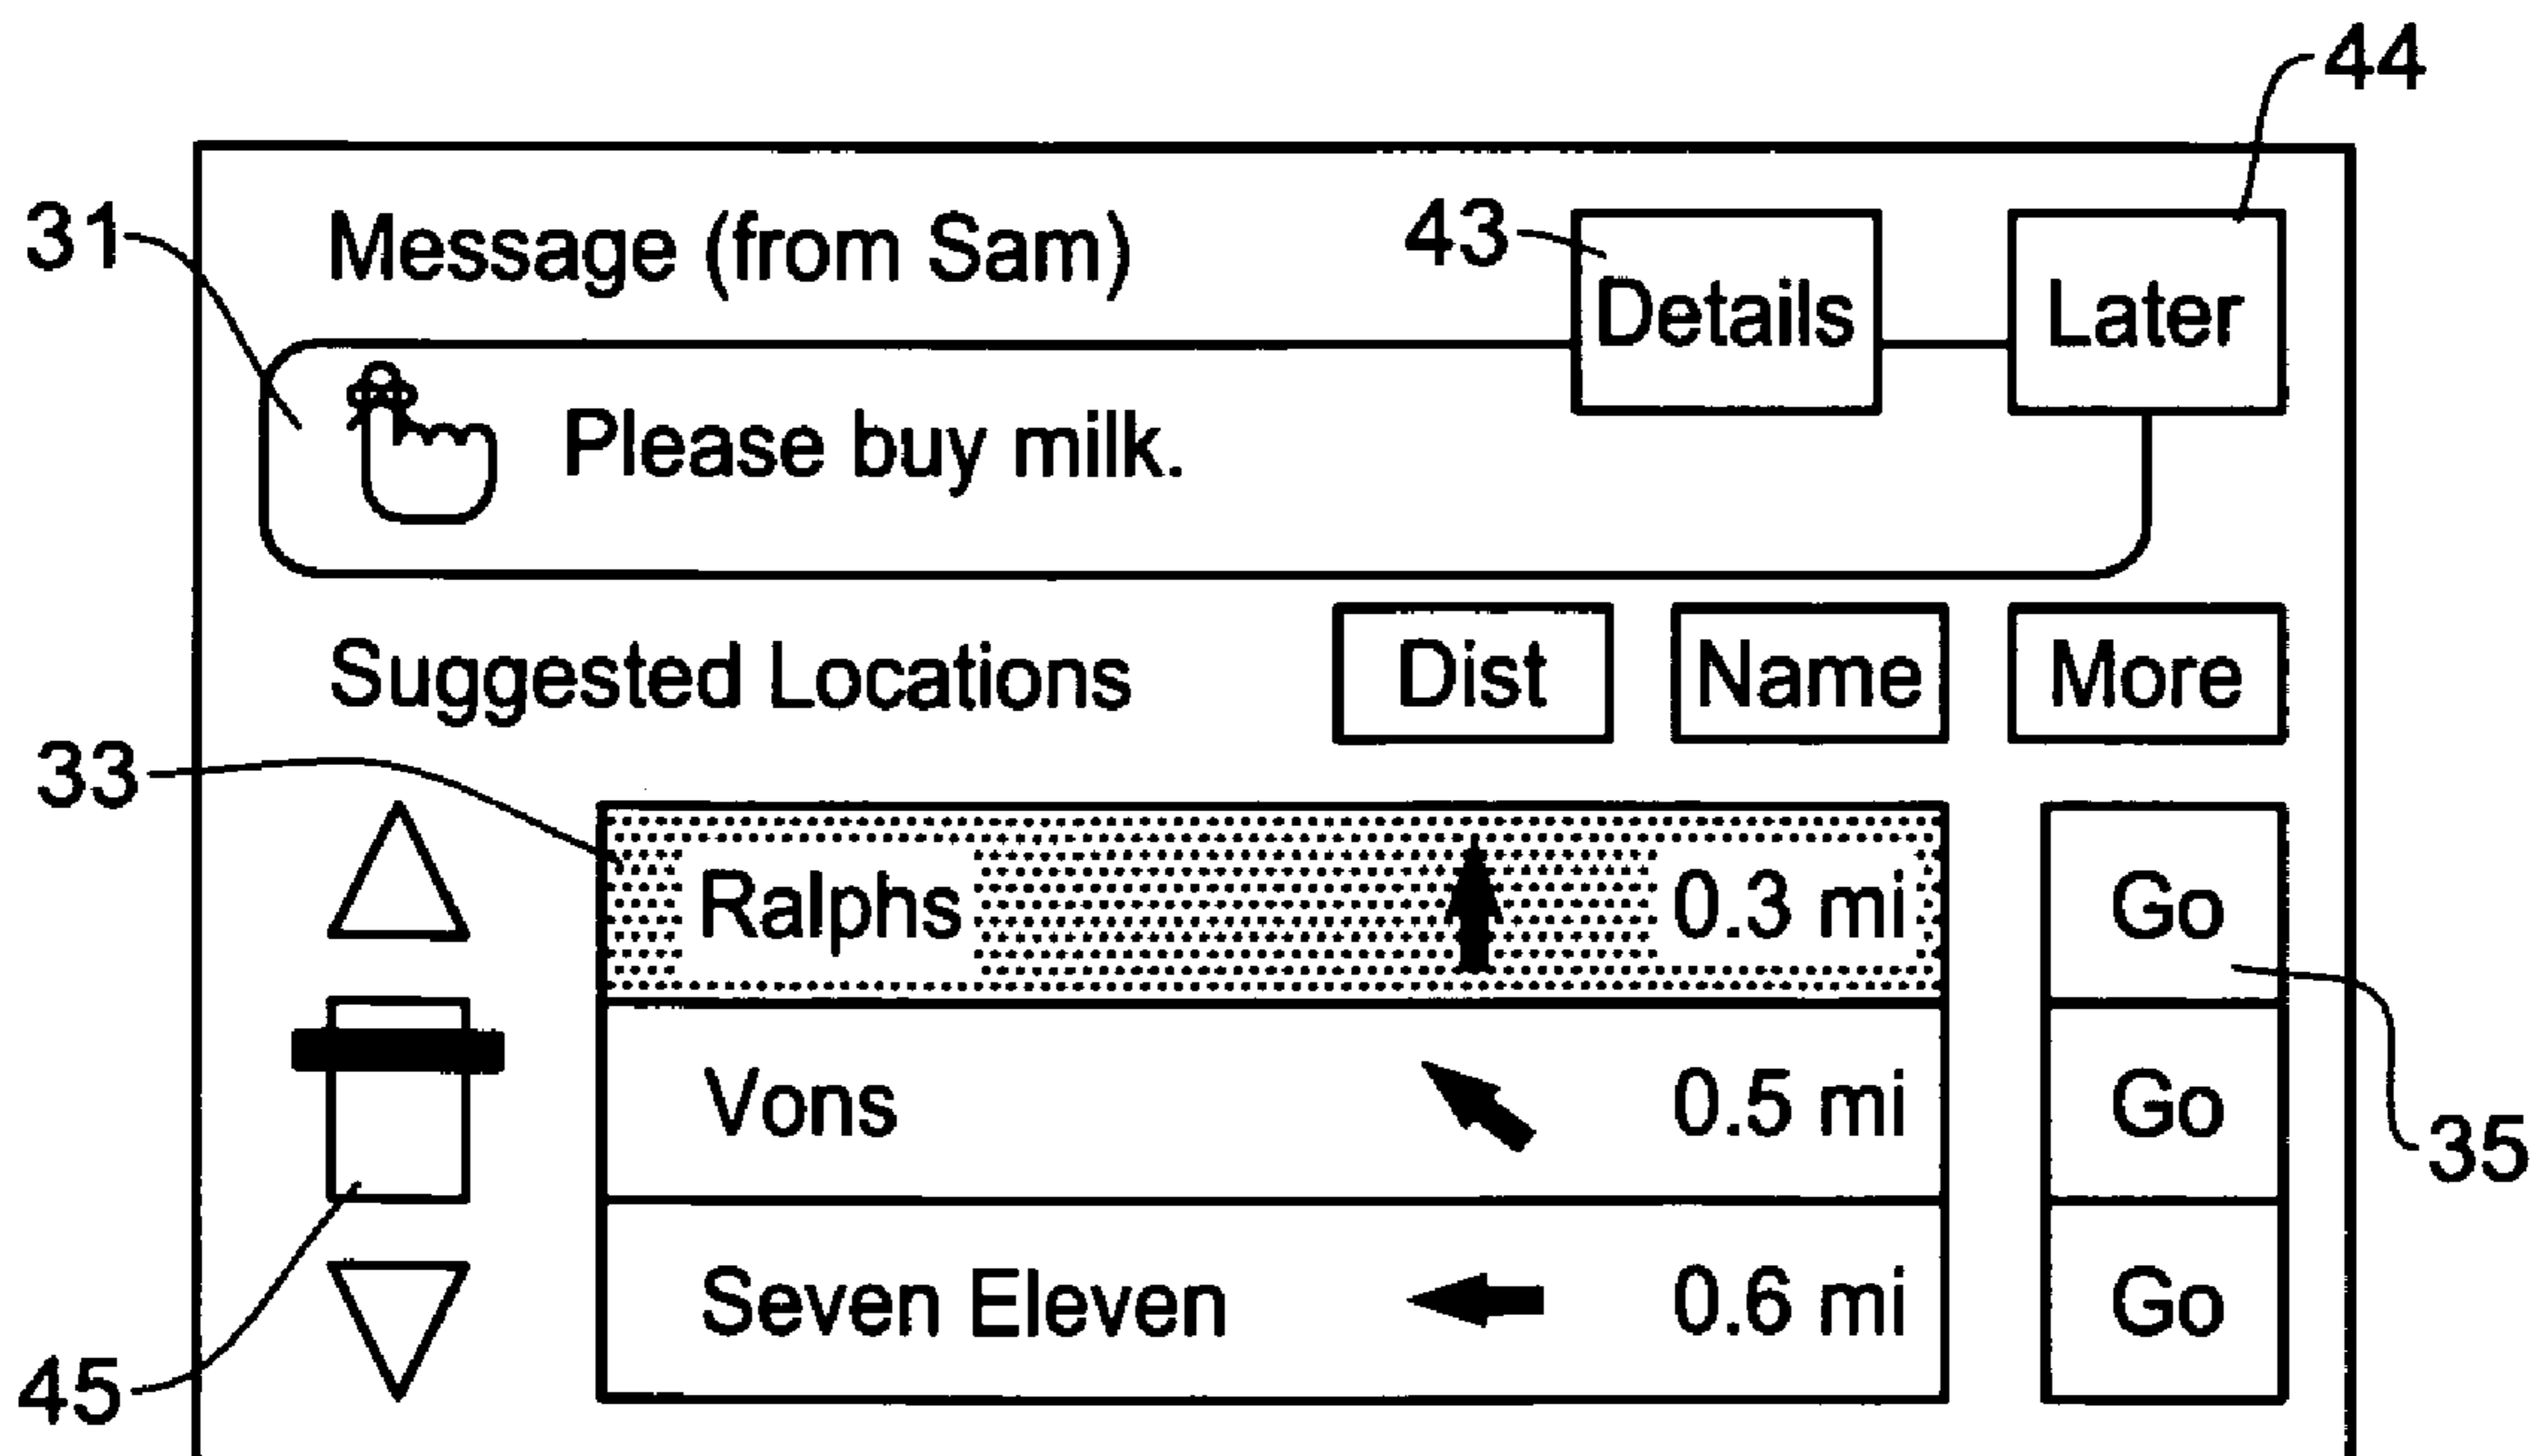 44
31 Message (from Sam) 43 Details Later
Please buy milk.
Suggested Locations Dist Name More
33
Ralphs 0.3 mi Go
Vons 0.5 mi Go
35
Seven Eleven 0.6 mi Go
45